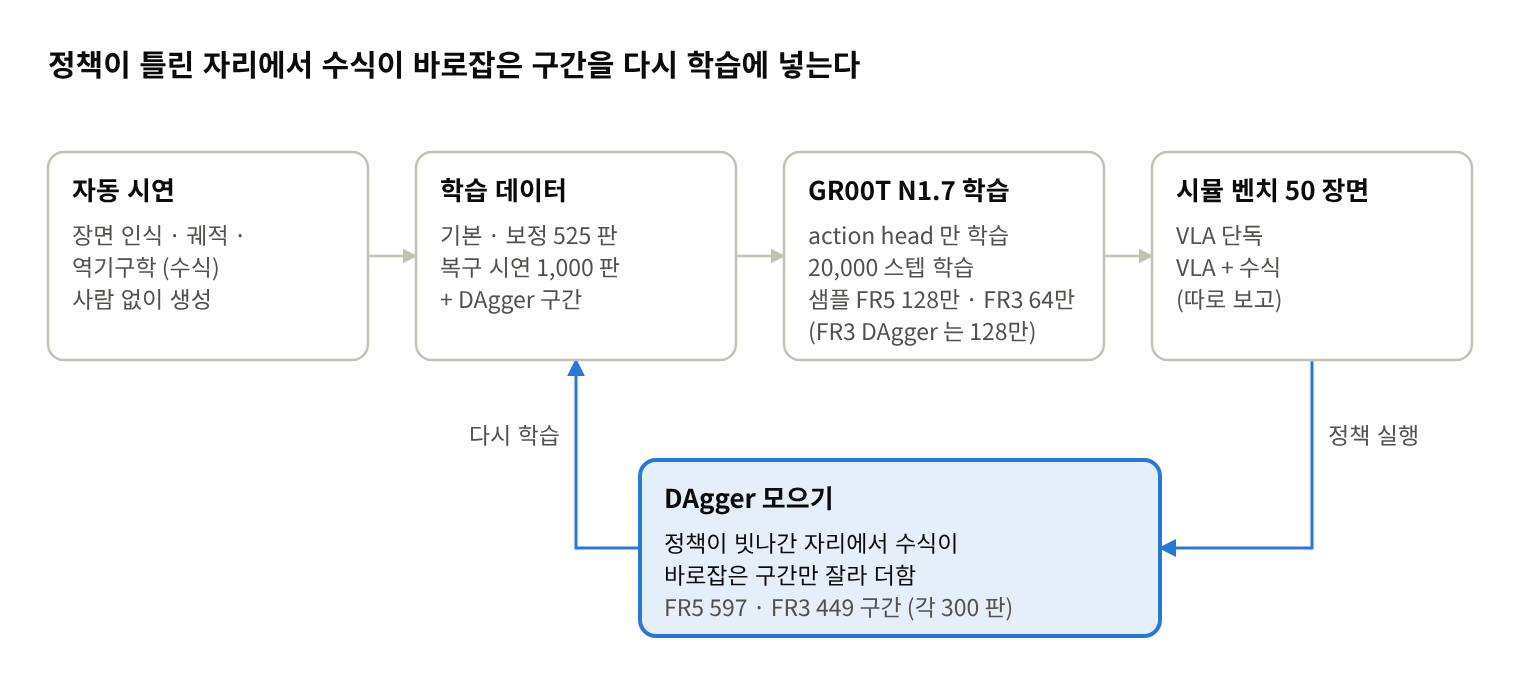 정책이 틀린 자리에서 수식이 바로잡은 구간을 다시 학습에 넣는다
자동 시연
장면 인식 · 궤적 ·
역기구학 (수식)
사람 없이 생성
학습 데이터
기본 · 보정 525 판
복구 시연 1,000 판
+ DAgger 구간
GR00T N1.7 학습
action head 만 학습
20,000 스텝 학습
샘플 FR5 128만 · FR3 64만
(FR3 DAgger 는 128만)
시뮬 벤치 50 장면
VLA 단독
VLA + 수식
(따로 보고)
다시 학습
정책 실행
DAgger 모으기
정책이 빗나간 자리에서 수식이
바로잡은 구간만 잘라 더함
FR5 597 · FR3 449 구간 (각 300 판)